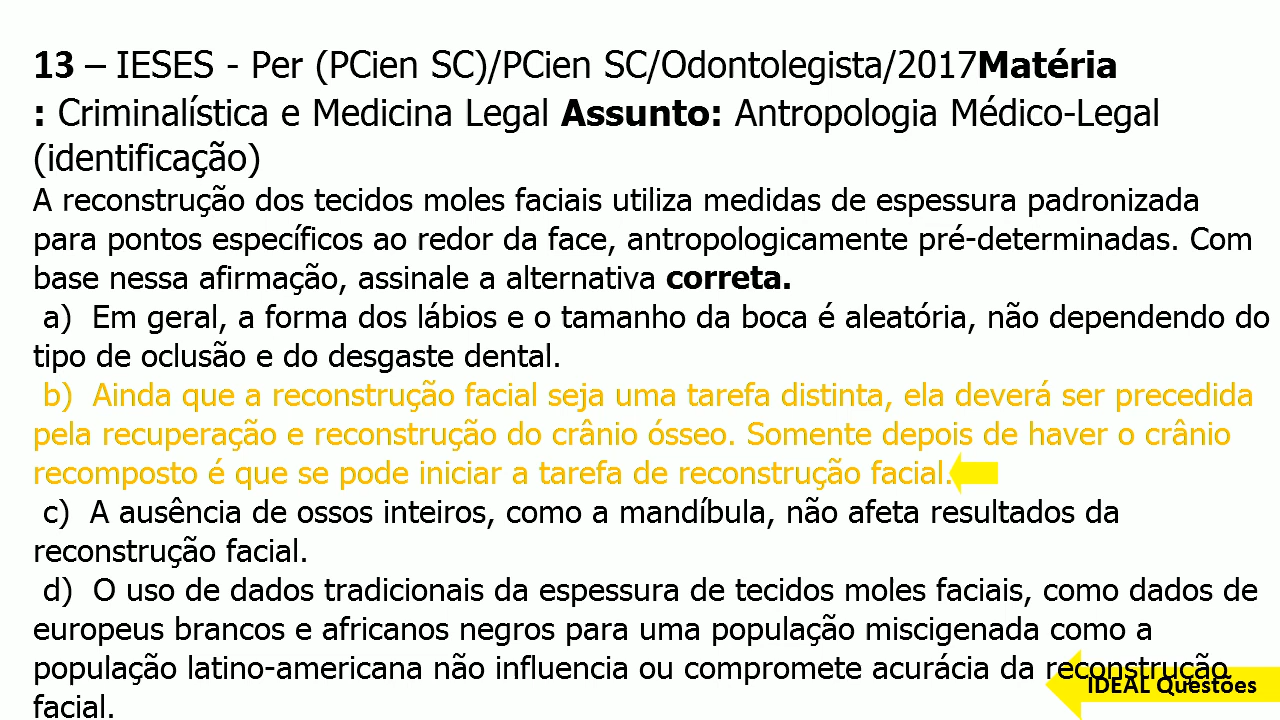 13 – IESES - Per (PCien SC)/PCien SC/Odontolegista/2017Matéria
: Criminalística e Medicina Legal Assunto: Antropologia Médico-Legal
(identificação)
A reconstrução dos tecidos moles faciais utiliza medidas de espessura padronizada
para pontos específicos ao redor da face, antropologicamente pré-determinadas. Com
base nessa afirmação, assinale a alternativa correta.
a) Em geral, a forma dos lábios e o tamanho da boca é aleatória, não dependendo do
tipo de oclusão e do desgaste dental.
b) Ainda que a reconstrução facial seja uma tarefa distinta, ela deverá ser precedida
pela recuperação e reconstrução do crânio ósseo. Somente depois de haver o crânio
recomposto é que se pode iniciar a tarefa de reconstrução facial.
c) A ausência de ossos inteiros, como a mandíbula, não afeta resultados da
reconstrução facial.
d) O uso de dados tradicionais da espessura de tecidos moles faciais, como dados de
europeus brancos e africanos negros para uma população miscigenada como a
população latino-americana não influencia ou compromete acurácia da reconstrução
IDEAL Questões
facial.